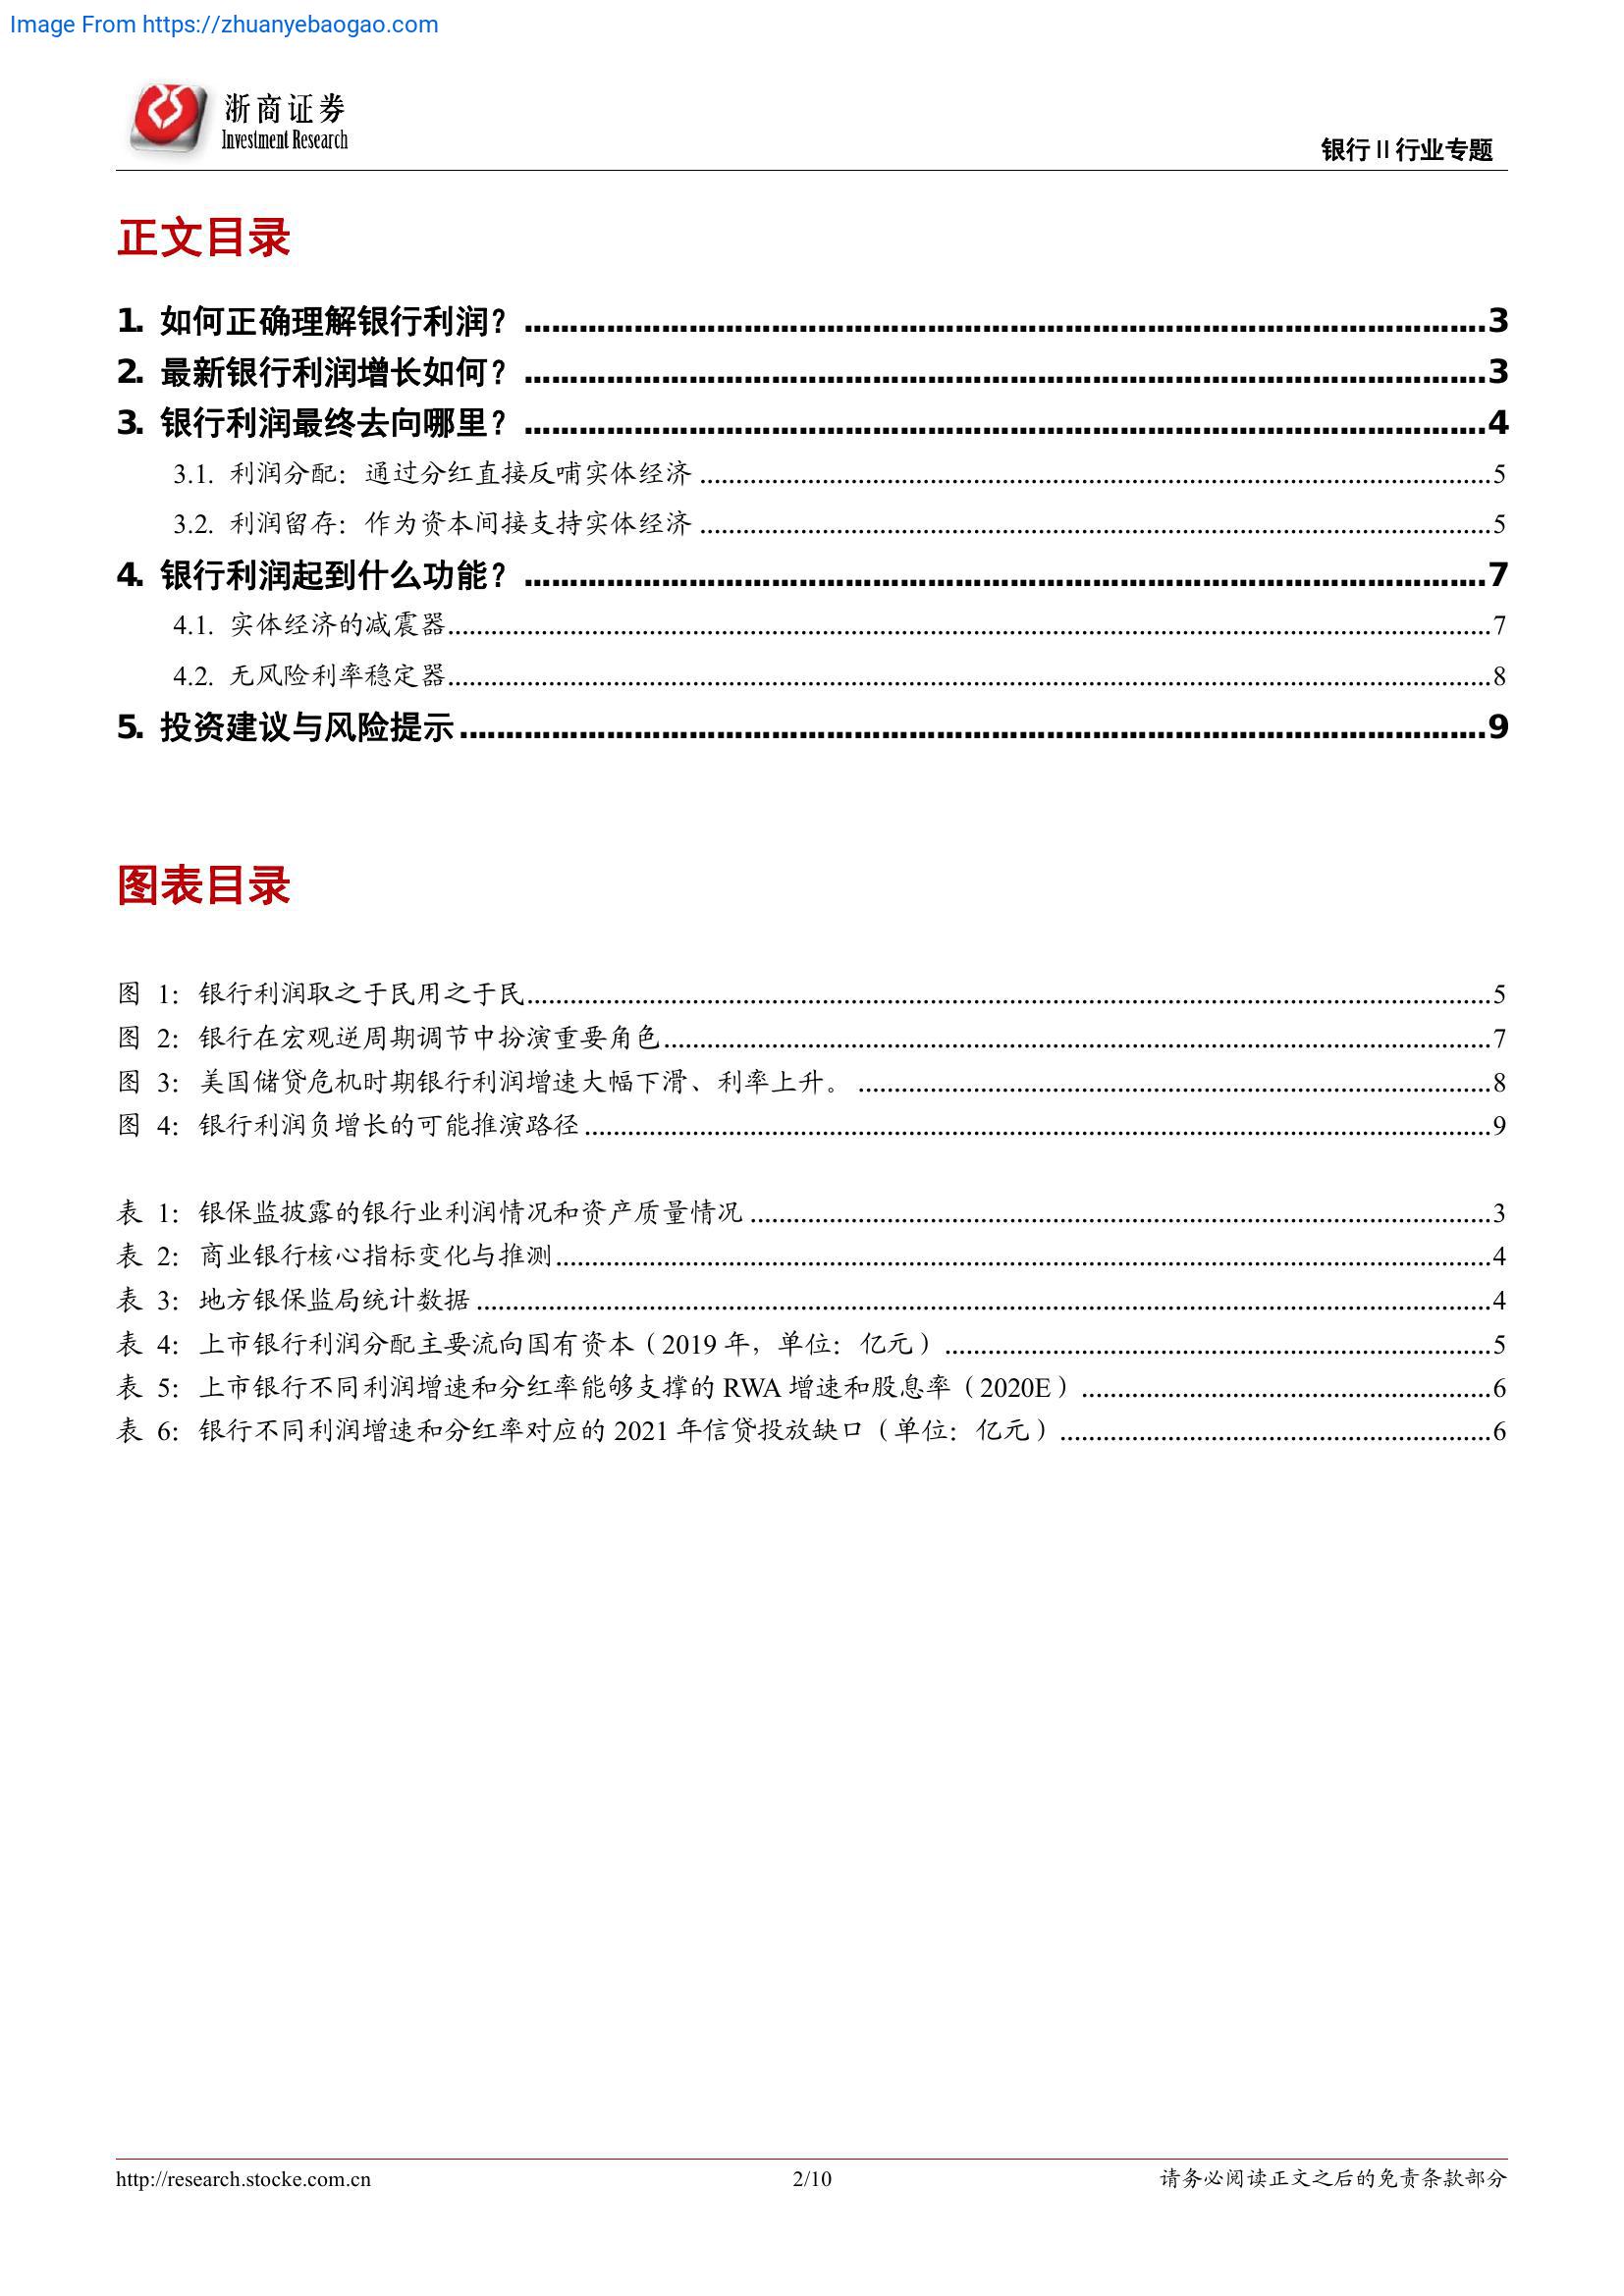 Image From https://zhuanyebaogao.com
浙商证券
Investment Research
银行 II 行业专题
正文目录
1. 如何正确理解银行利润？ ........................................ 3
2. 最新银行利润增长如何？ ........................................ 3
3. 银行利润最终去向哪里？ ........................................ 4
3.1. 利润分配：通过分红直接反哺实体经济 ........................................ 5
3.2. 利润留存：作为资本间接支持实体经济 ........................................ 5
4. 银行利润起到什么功能？ ........................................ 7
4.1. 实体经济的减震器 ........................................ 7
4.2. 无风险利率稳定器 ........................................ 8
5. 投资建议与风险提示 ........................................ 9
图表目录
图 1：银行利润取之于民用之于民 ........................................ 5
图 2：银行在宏观逆周期调节中扮演重要角色 ........................................ 7
图 3：美国储贷危机时期银行利润增速大幅下滑、利率上升。 ........................................ 8
图 4：银行利润负增长的可能推演路径 ........................................ 9
表 1：银保监披露的银行业利润情况和资产质量情况 ........................................ 3
表 2：商业银行核心指标变化与推测 ........................................ 4
表 3：地方银保监局统计数据 ........................................ 4
表 4：上市银行利润分配主要流向国有资本（2019 年，单位：亿元） ........................................ 5
表 5：上市银行不同利润增速和分红率能够支撑的 RWA 增速和股息率（2020E） ........................................ 6
表 6：银行不同利润增速和分红率对应的 2021 年信贷投放缺口（单位：亿元） ........................................ 6
http://research.stocke.com.cn
2/10
请务必阅读正文之后的免责条款部分